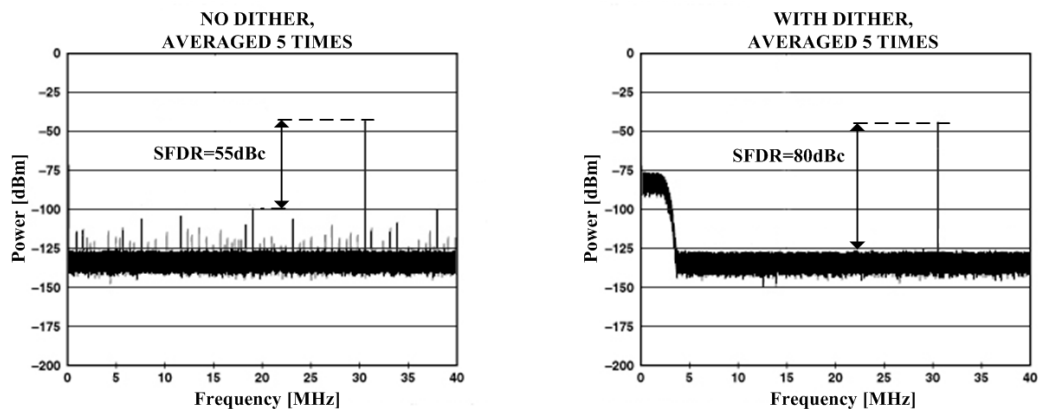 NO DITHER,
AVERAGED 5 TIMES
Power [dBm]
0
−25
−50
−75
−100
−125
−150
−175
−200
SFDR=55dBc
0 5 10 15 20 25 30 35 40
Frequency [MHz]
WITH DITHER,
AVERAGED 5 TIMES
Power [dBm]
0
−25
−50
−75
−100
−125
−150
−175
−200
SFDR=80dBc
0 5 10 15 20 25 30 35 40
Frequency [MHz]